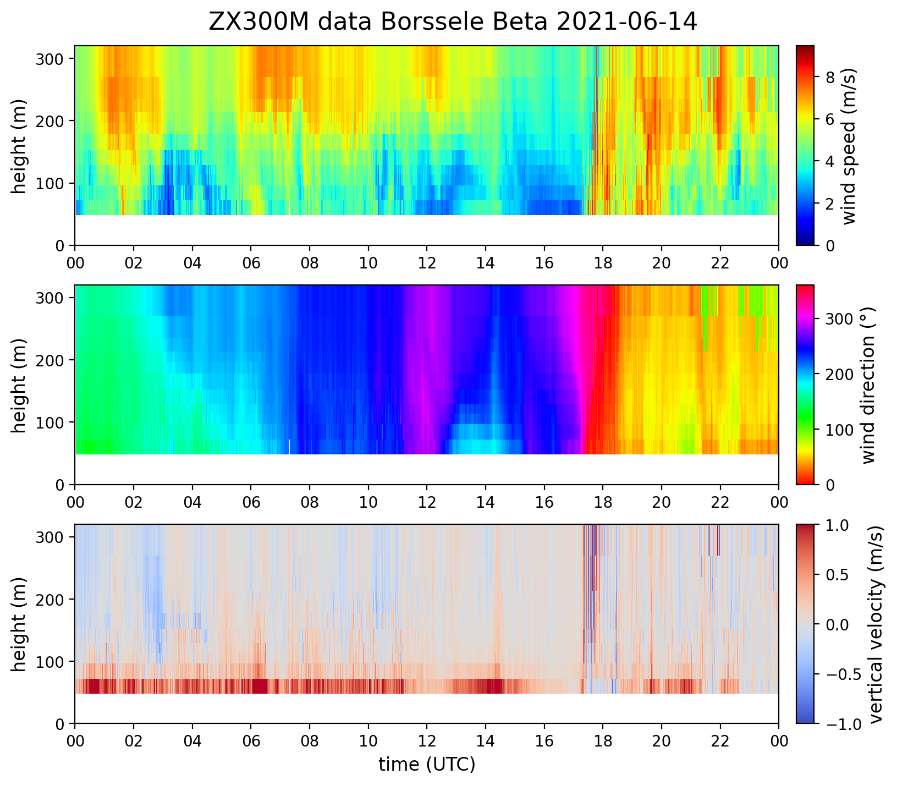 ZX300M data Borssele Beta 2021-06-14
height (m)
300
200
100
0
00 02 04 06 08 10 12 14 16 18 20 22 00
8
6
4
2
0
wind speed (m/s)
height (m)
300
200
100
0
00 02 04 06 08 10 12 14 16 18 20 22 00
300
200
100
0
wind direction (°)
height (m)
300
200
100
0
00 02 04 06 08 10 12 14 16 18 20 22 00
time (UTC)
1.0
0.5
0.0
−0.5
−1.0
vertical velocity (m/s)